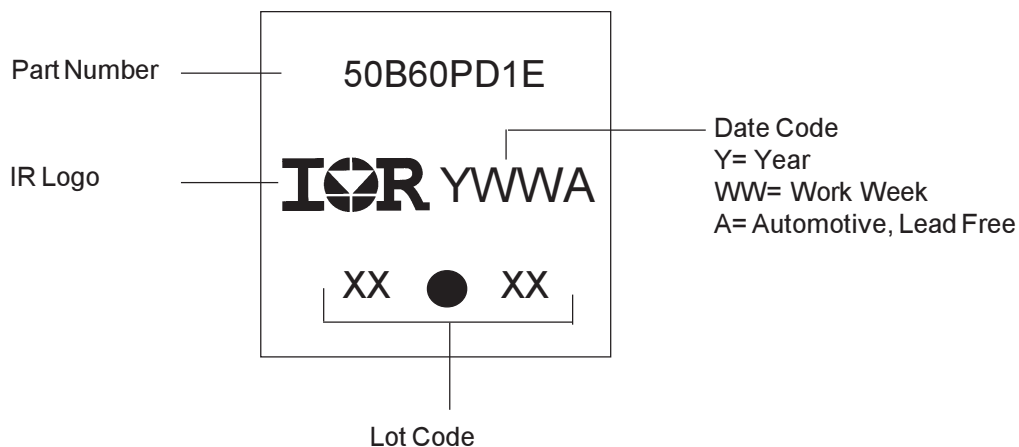 Part Number
50B60PD1E
IR Logo
IOR YWWA
Date Code
Y= Year
WW= Work Week
A= Automotive, Lead Free
XX XX
Lot Code